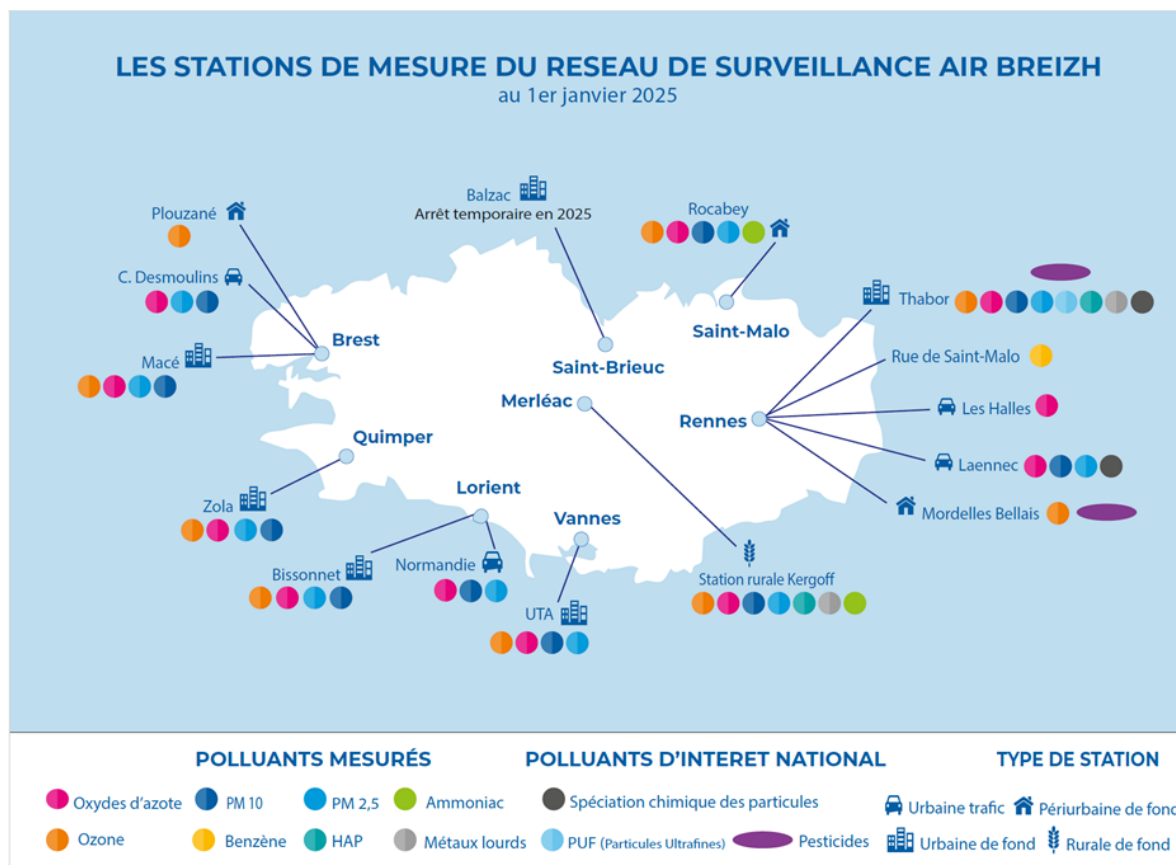 LES STATIONS DE MESURE DU RESEAU DE SURVEILLANCE AIR BREIZH
au 1er janvier 2025
Balzac
Arrêt temporaire en 2025
Plouzané
Rocabey
C. Desmoulins
Thabor
Saint-Malo
Brest
Macé
Saint-Brieuc
Rue de Saint-Malo
Merléac
Les Halles
Rennes
Quimper
Laennec
Lorient
Zola
Vannes
Mordelles Bellais
Normandie
Bissonnet
Station rurale Kergoff
UTA
POLLUANTS MESURÉS
Oxydes d'azote
PM 10
PM 2,5
Ammoniac
Ozone
Benzène
HAP
Métaux lourds
POLLUANTS D'INTERET NATIONAL
Spéciation chimique des particules
PUF (Particules Ultrafines)
Pesticides
TYPE DE STATION
Urbaine trafic
Périurbaine de fond
Urbaine de fond
Rurale de fond